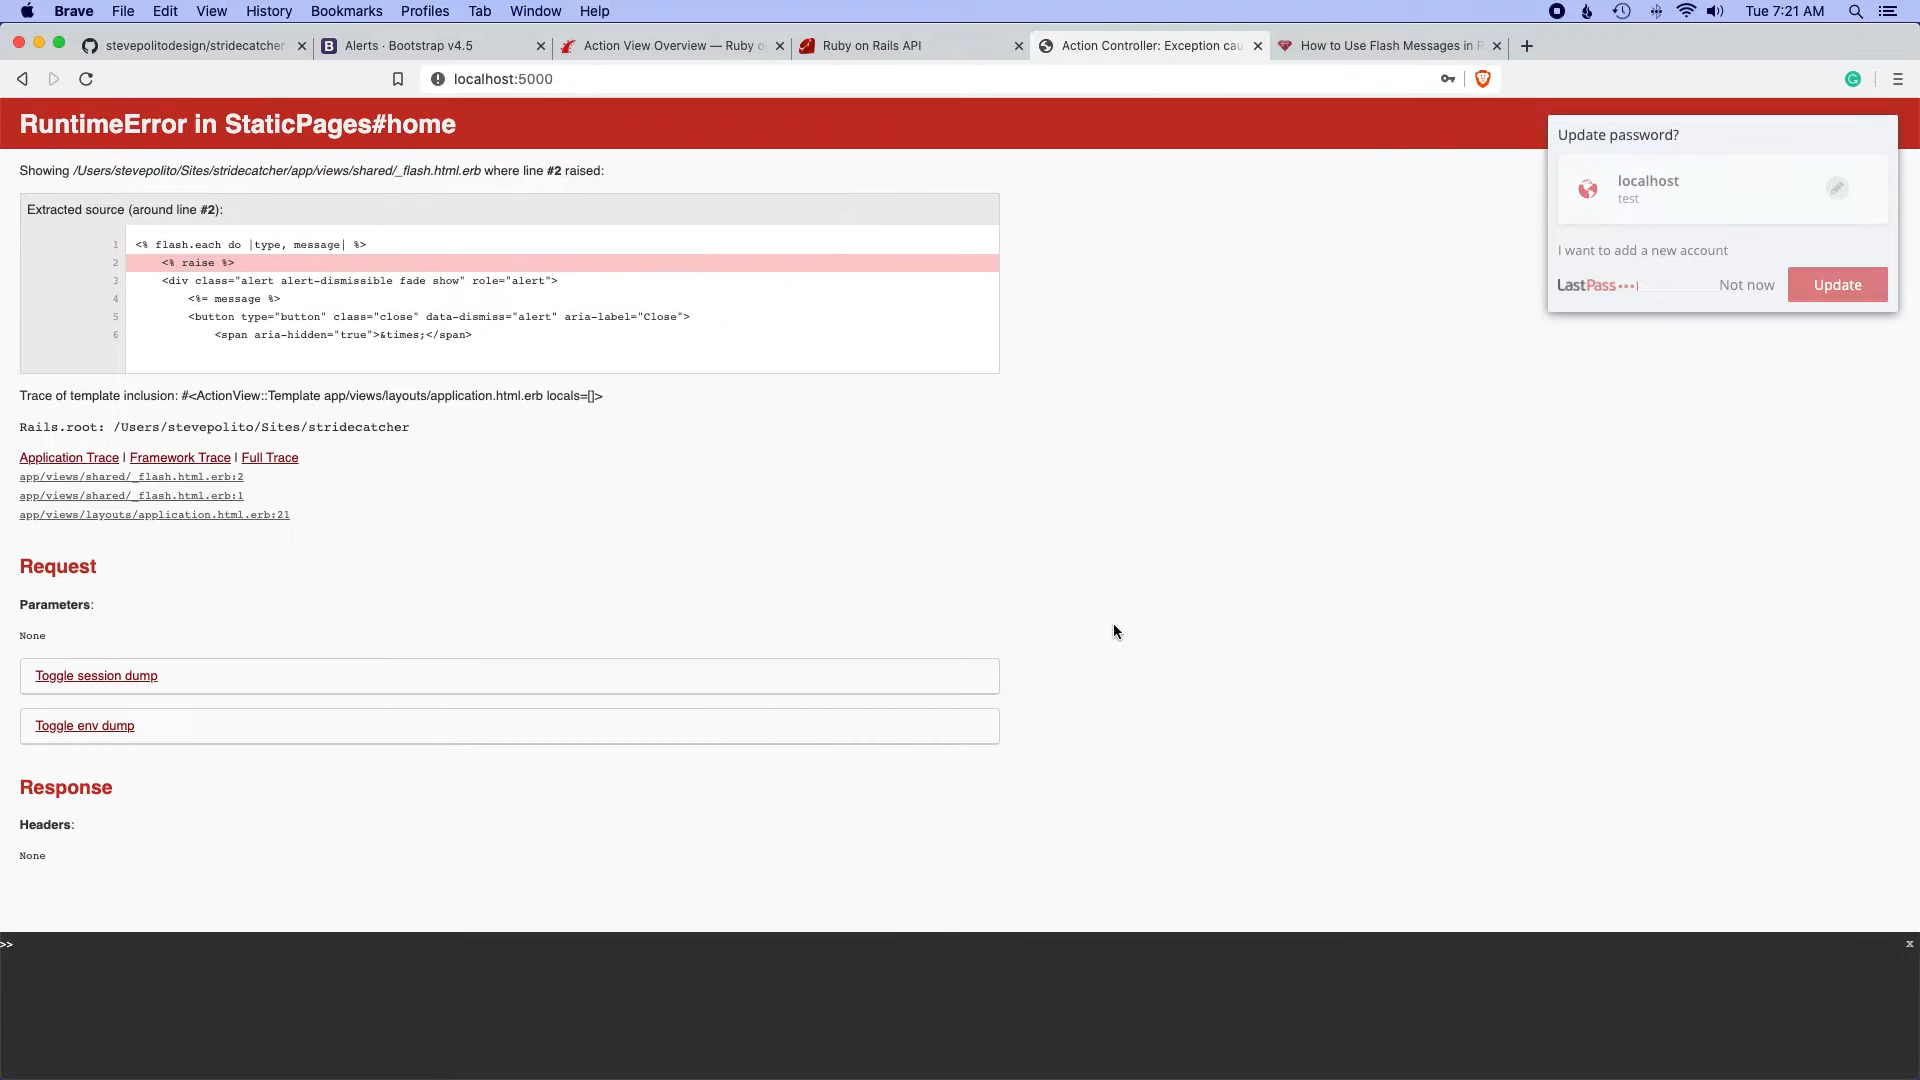 Brave File Edit View History Bookmarks Profiles Tab Window Help Tue 7:21 AM
stevepolitodesign/stridecatcher Alerts · Bootstrap v4.5 Action View Overview — Ruby o Ruby on Rails API Action Controller: Exception cau How to Use Flash Messages in R
localhost:5000
RuntimeError in StaticPages#home
Showing /Users/stevepolito/Sites/stridecatcher/app/views/shared/_flash.html.erb where line #2 raised:
Extracted source (around line #2):
1 <% flash.each do |type, message| %>
2 <% raise %>
3 <div class="alert alert-dismissible fade show" role="alert">
4 <%= message %>
5 <button type="button" class="close" data-dismiss="alert" aria-label="Close">
6 <span aria-hidden="true">&times;</span>
Trace of template inclusion: #<ActionView::Template app/views/layouts/application.html.erb locals=[]>
Rails.root: /Users/stevepolito/Sites/stridecatcher
Application Trace | Framework Trace | Full Trace
app/views/shared/_flash.html.erb:2
app/views/shared/_flash.html.erb:1
app/views/layouts/application.html.erb:21
Request
Parameters:
None
Toggle session dump
Toggle env dump
Response
Headers:
None
>>
x
Update password?
localhost
test
I want to add a new account
LastPass•••| Not now Update